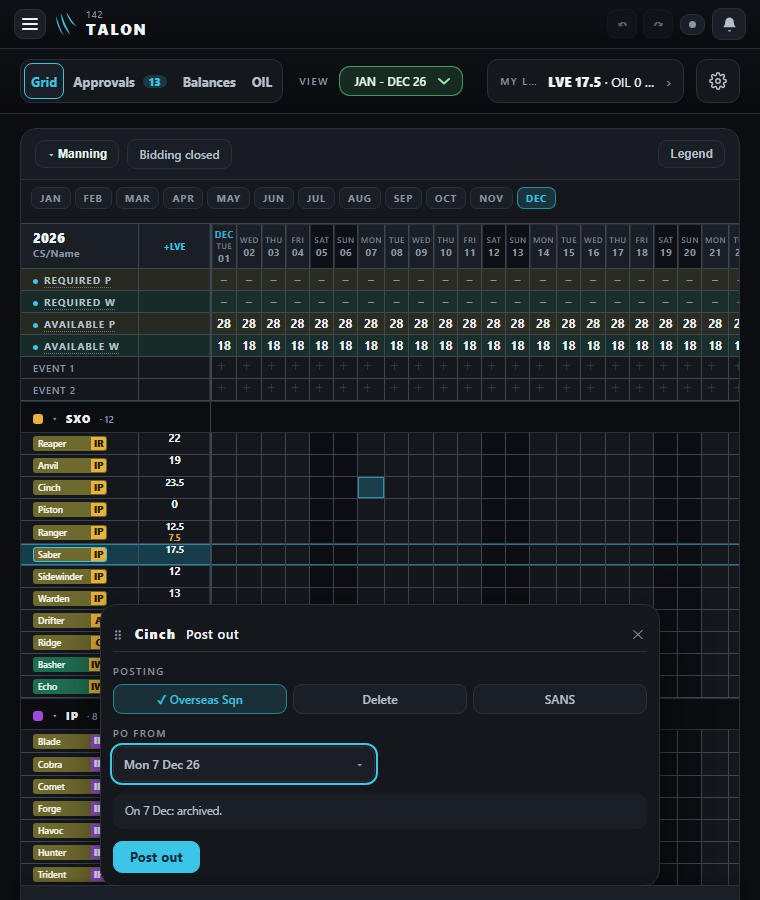 142
TALON
Grid Approvals 13 Balances OIL VIEW JAN - DEC 26 MY L... LVE 17.5 · OIL 0 ... ›
Manning Bidding closed Legend
JAN FEB MAR APR MAY JUN JUL AUG SEP OCT NOV DEC
2026
CS/Name
+LVE
DEC
TUE WED THU FRI SAT SUN MON TUE WED THU FRI SAT SUN MON TUE WED THU FRI SAT SUN MON
01 02 03 04 05 06 07 08 09 10 11 12 13 14 15 16 17 18 19 20 21
REQUIRED P – – – – – – – – – – – – – – – – – – – – – –
REQUIRED W – – – – – – – – – – – – – – – – – – – – – –
AVAILABLE P 28 28 28 28 28 28 28 28 28 28 28 28 28 28 28 28 28 28 28 28 28
AVAILABLE W 18 18 18 18 18 18 18 18 18 18 18 18 18 18 18 18 18 18 18 18 18
EVENT 1 + + + + + + + + + + + + + + + + + + + + + +
EVENT 2 + + + + + + + + + + + + + + + + + + + + + +
SXO · 12
Reaper IR 22
Anvil IP 19
Cinch IP 23.5
Piston IP 0
Ranger IP 12.5
7.5
Saber IP 17.5
Sidewinder IP 12
Warden IP 13
Drifter
Ridge
Basher
Echo
IP · 8
Blade
Cobra
Comet
Forge
Havoc
Hunter
Trident
Cinch Post out
POSTING
✓ Overseas Sqn Delete SANS
PO FROM
Mon 7 Dec 26
On 7 Dec: archived.
Post out